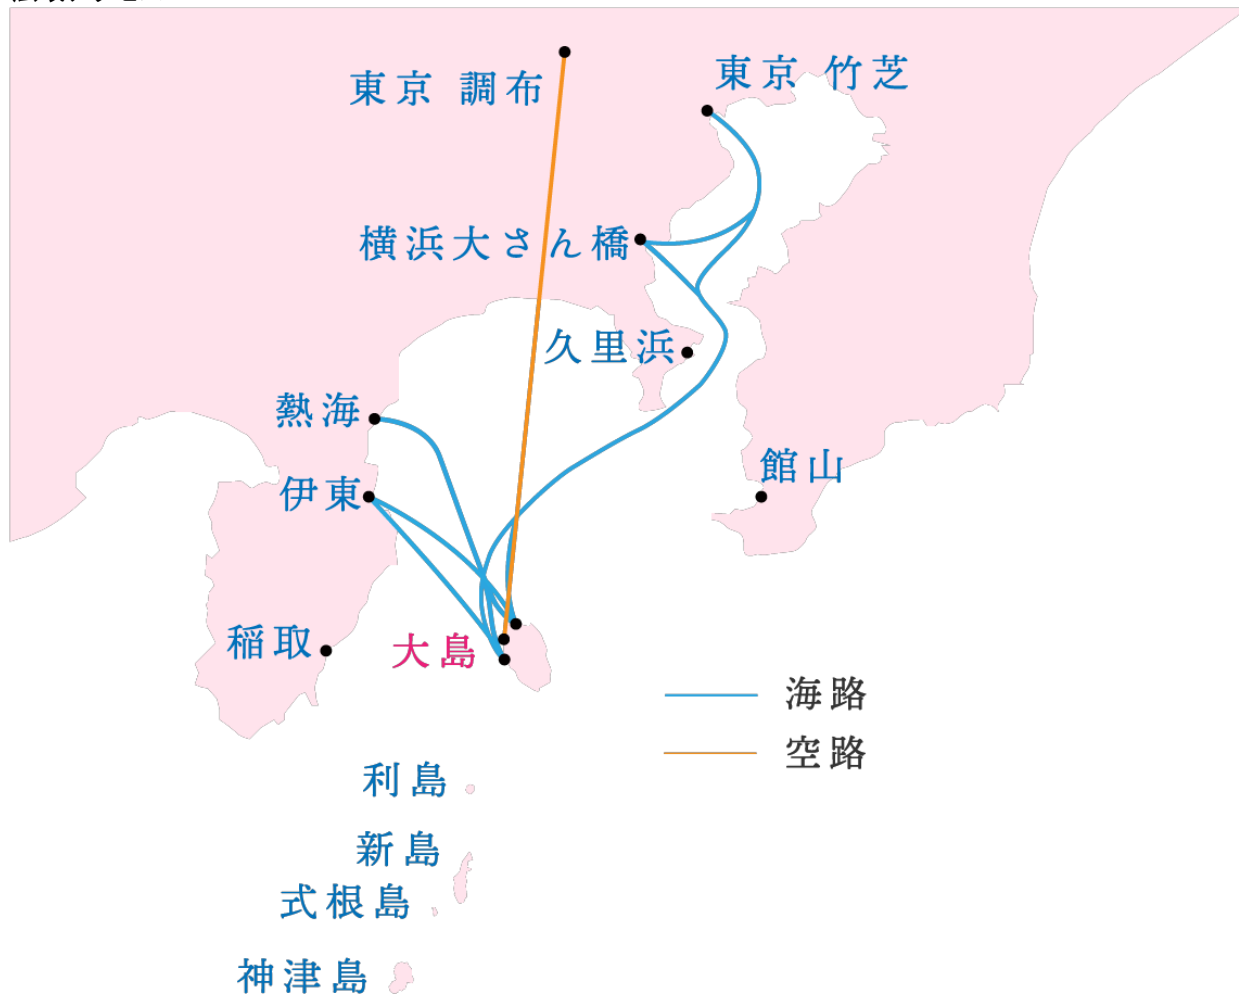 東京 調布
東京 竹芝
横浜大さん橋
久里浜
熱海
館山
伊東
稲取
大島
海路
空路
利島
新島
式根島
神津島